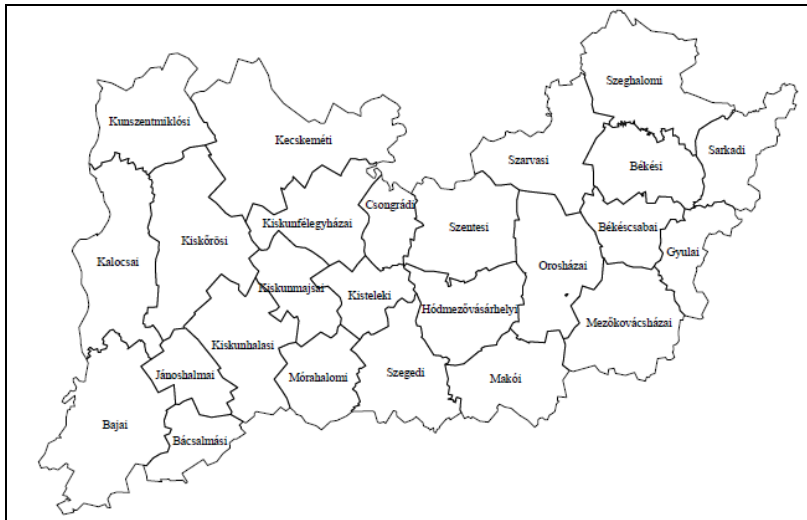 Szeghalomi
Kunszentmiklósi
Kecskeméti
Szarvasi
Békési
Sarkadi
Csongrádi
Kiskunfélegyházai
Szentesi
Békéscsabai
Kiskőrösi
Gyulai
Kalocsai
Orosházai
Kiskunmajsai
Kisteleki
Hódmezővásárhelyi
Mezőkovácsházai
Kiskunhalasi
Jánoshalmai
Mórahalomi
Szegedi
Makói
Bajai
Bácsalmási